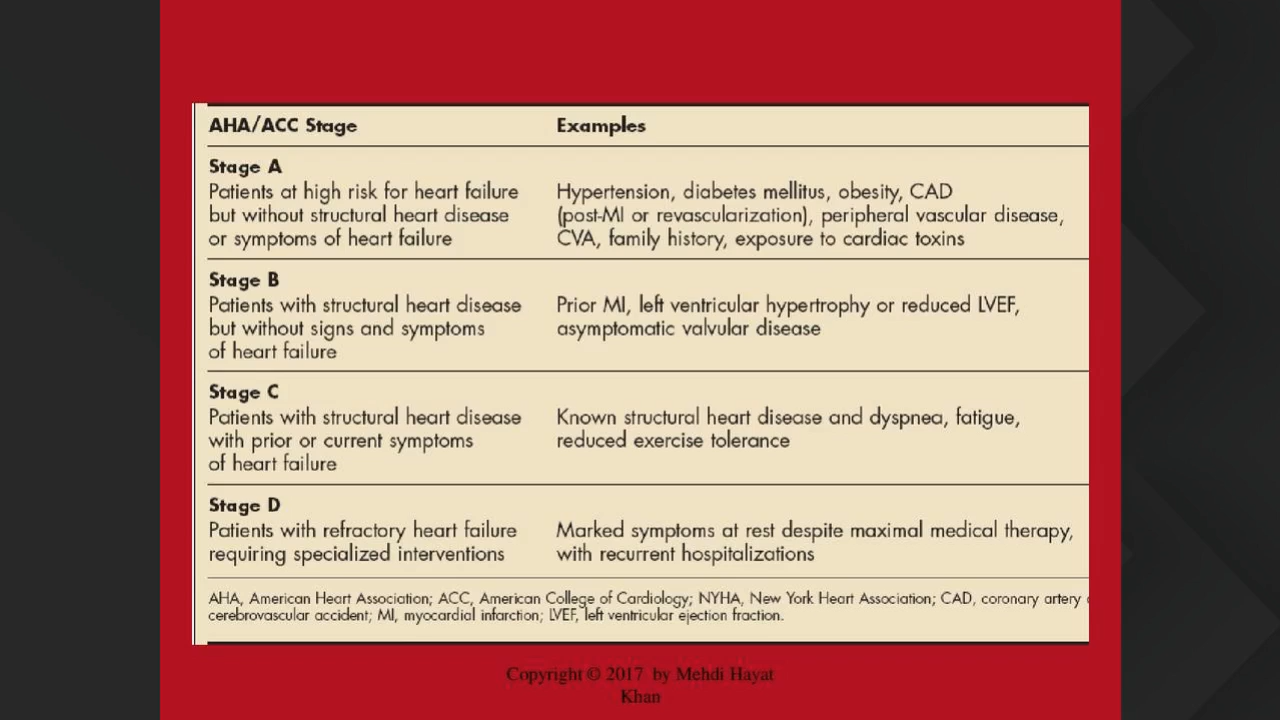 AHA/ACC Stage Examples
Stage A
Patients at high risk for heart failure Hypertension, diabetes mellitus, obesity, CAD
but without structural heart disease (post-MI or revascularization), peripheral vascular disease,
or symptoms of heart failure CVA, family history, exposure to cardiac toxins
Stage B
Patients with structural heart disease Prior MI, left ventricular hypertrophy or reduced LVEF,
but without signs and symptoms asymptomatic valvular disease
of heart failure
Stage C
Patients with structural heart disease Known structural heart disease and dyspnea, fatigue,
with prior or current symptoms reduced exercise tolerance
of heart failure
Stage D
Patients with refractory heart failure Marked symptoms at rest despite maximal medical therapy,
requiring specialized interventions with recurrent hospitalizations
AHA, American Heart Association; ACC, American College of Cardiology; NYHA, New York Heart Association; CAD, coronary artery
cerebrovascular accident; MI, myocardial infarction; LVEF, left ventricular ejection fraction.
Copyright © 2017 by Mehdi Hayat
Khan